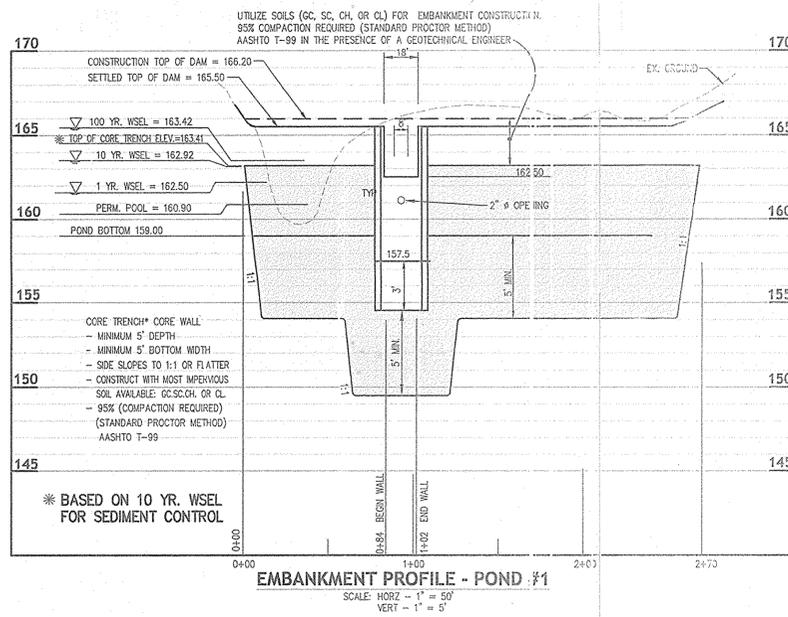 UTILIZE SOILS (GC, SC, CH, OR CL) FOR EMBANKMENT CONSTRUCTION.
95% COMPACTION REQUIRED (STANDARD PROCTOR METHOD)
AASHTO T-99 IN THE PRESENCE OF A GEOTECHNICAL ENGINEER
170
170
18'
CONSTRUCTION TOP OF DAM = 166.20
SETTLED TOP OF DAM = 165.50
EX. GROUND
100 YR. WSEL = 163.42
165
165
* TOP OF CORE TRENCH ELEV.=163.41
10 YR. WSEL = 162.92
162.50
1 YR. WSEL = 162.50
TYP
PERM. POOL = 160.90
2" ø OPENING
160
160
POND BOTTOM 159.00
157.5
1:1
1:1
3'
5' MIN.
155
155
CORE TRENCH* CORE WALL
- MINIMUM 5' DEPTH
- MINIMUM 5' BOTTOM WIDTH
- SIDE SLOPES TO 1:1 OR FLATTER
- CONSTRUCT WITH MOST IMPERVIOUS
SOIL AVAILABLE: GC.SC.CH. OR CL.
- 95% (COMPACTION REQUIRED)
(STANDARD PROCTOR METHOD)
AASHTO T-99
5' MIN.
1:1
150
150
145
145
* BASED ON 10 YR. WSEL
FOR SEDIMENT CONTROL
0+00
0+84 BEGIN WALL
1+02 END WALL
0+00
1+00
2+00
2+70
EMBANKMENT PROFILE - POND #1
SCALE: HORZ - 1" = 50'
VERT - 1" = 5'